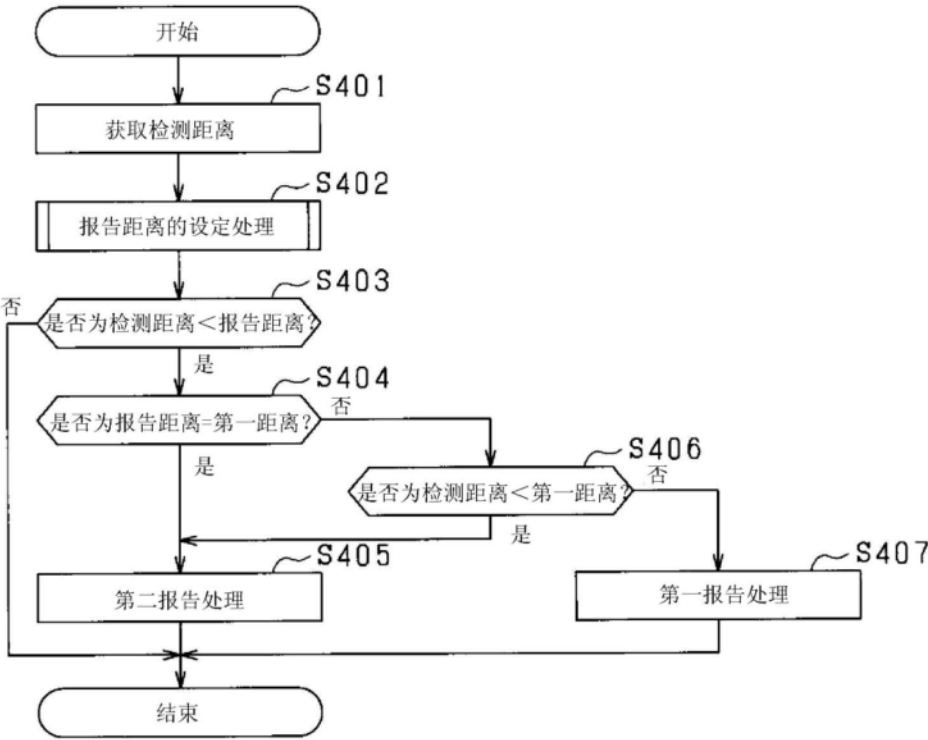 开始
S401
获取检测距离
S402
报告距离的设定处理
S403
否
是否为检测距离＜报告距离？
是
S404
是否为报告距离=第一距离？
否
是
S406
是否为检测距离＜第一距离？
否
是
S405
第二报告处理
S407
第一报告处理
结束